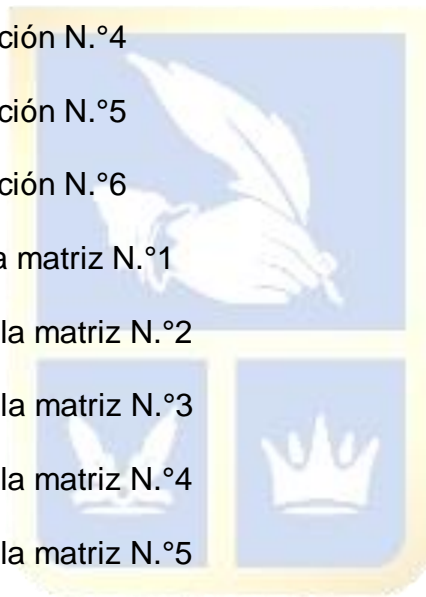 ción N.°4
ción N.°5
ción N.°6
a matriz N.°1
la matriz N.°2
la matriz N.°3
la matriz N.°4
la matriz N.°5